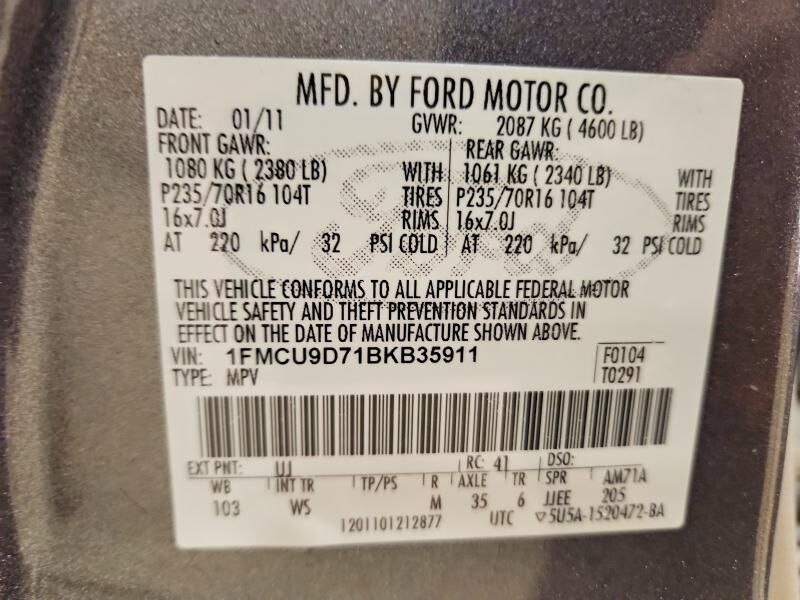 MFD. BY FORD MOTOR CO.
DATE: 01/11 GVWR: 2087 KG ( 4600 LB)
FRONT GAWR: REAR GAWR:
1080 KG ( 2380 LB) WITH 1061 KG ( 2340 LB) WITH
P235/70R16 104T TIRES P235/70R16 104T TIRES
16x7.0J RIMS 16x7.0J RIMS
AT 220 kPa/ 32 PSI COLD AT 220 kPa/ 32 PSI COLD
Ford
THIS VEHICLE CONFORMS TO ALL APPLICABLE FEDERAL MOTOR
VEHICLE SAFETY AND THEFT PREVENTION STANDARDS IN
EFFECT ON THE DATE OF MANUFACTURE SHOWN ABOVE.
VIN: 1FMCU9D71BKB35911 F0104
TYPE: MPV T0291
EXT PNT: UJ RC: 41 DSO:
WB INT TR TP/PS R AXLE TR SPR AM71A
103 WS M 35 6 JJEE 205
1201101212877 UTC ▽5U5A-1520472-BA